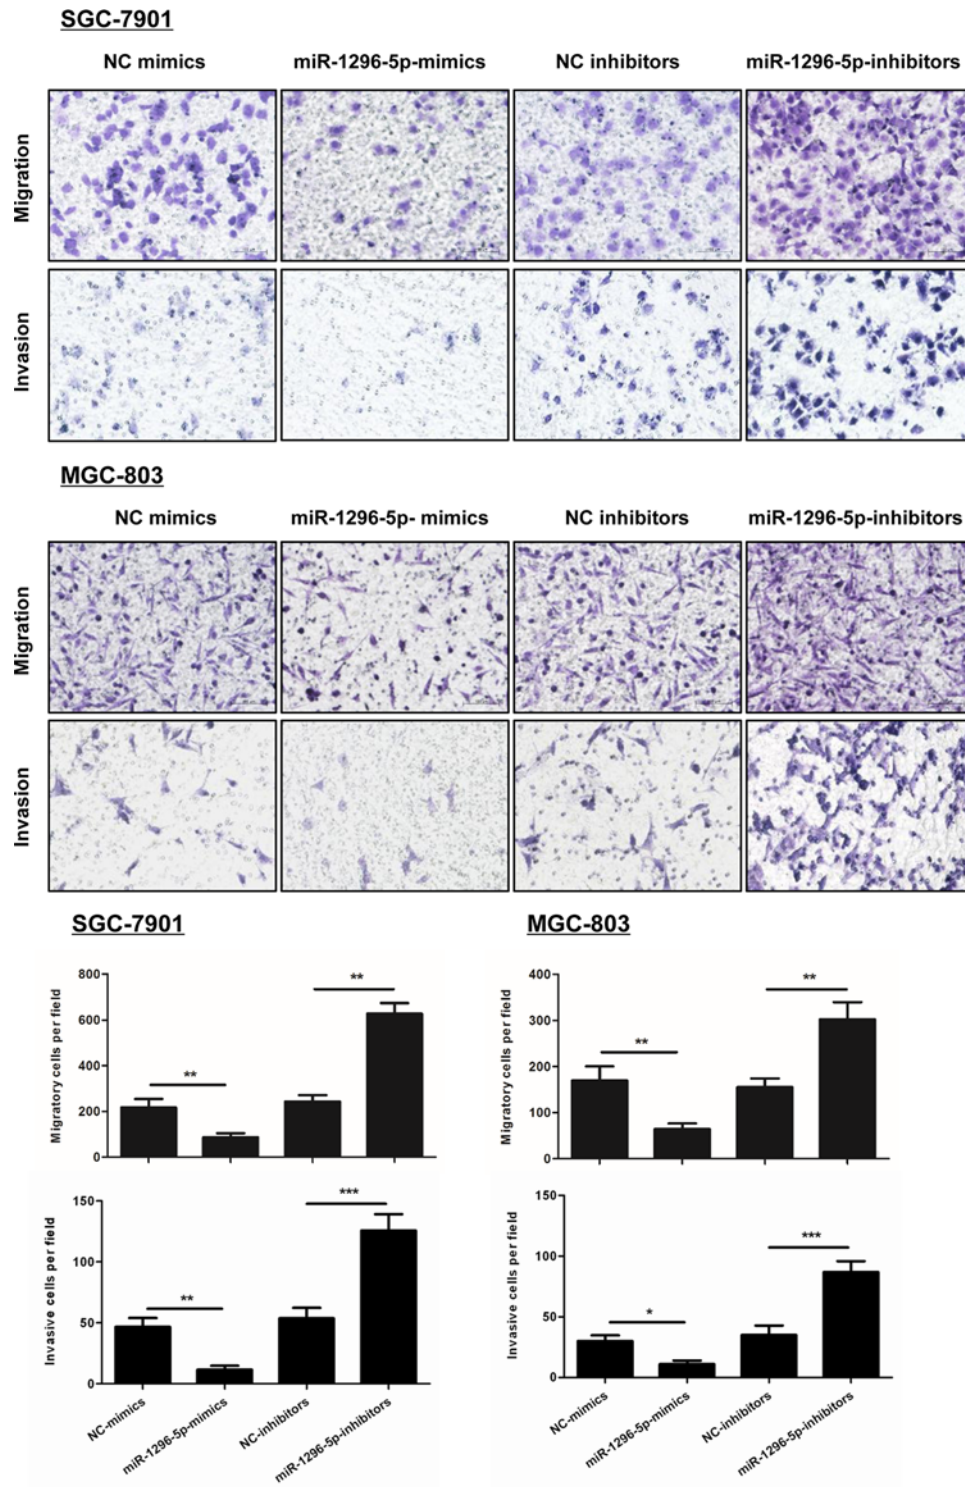 SGC-7901
NC mimics miR-1296-5p-mimics NC inhibitors miR-1296-5p-inhibitors
Migration
Invasion
MGC-803
NC mimics miR-1296-5p- mimics NC inhibitors miR-1296-5p-inhibitors
Migration
Invasion
SGC-7901
Migratory cells per field
800
600
400
200
0
**
**
MGC-803
Migratory cells per field
400
300
200
100
0
**
**
Invasive cells per field
150
100
50
0
**
***
NC-mimics
miR-1296-5p-mimics
NC-inhibitors
miR-1296-5p-inhibitors
Invasive cells per field
150
100
50
0
*
***
NC-mimics
miR-1296-5p-mimics
NC-inhibitors
miR-1296-5p-inhibitors